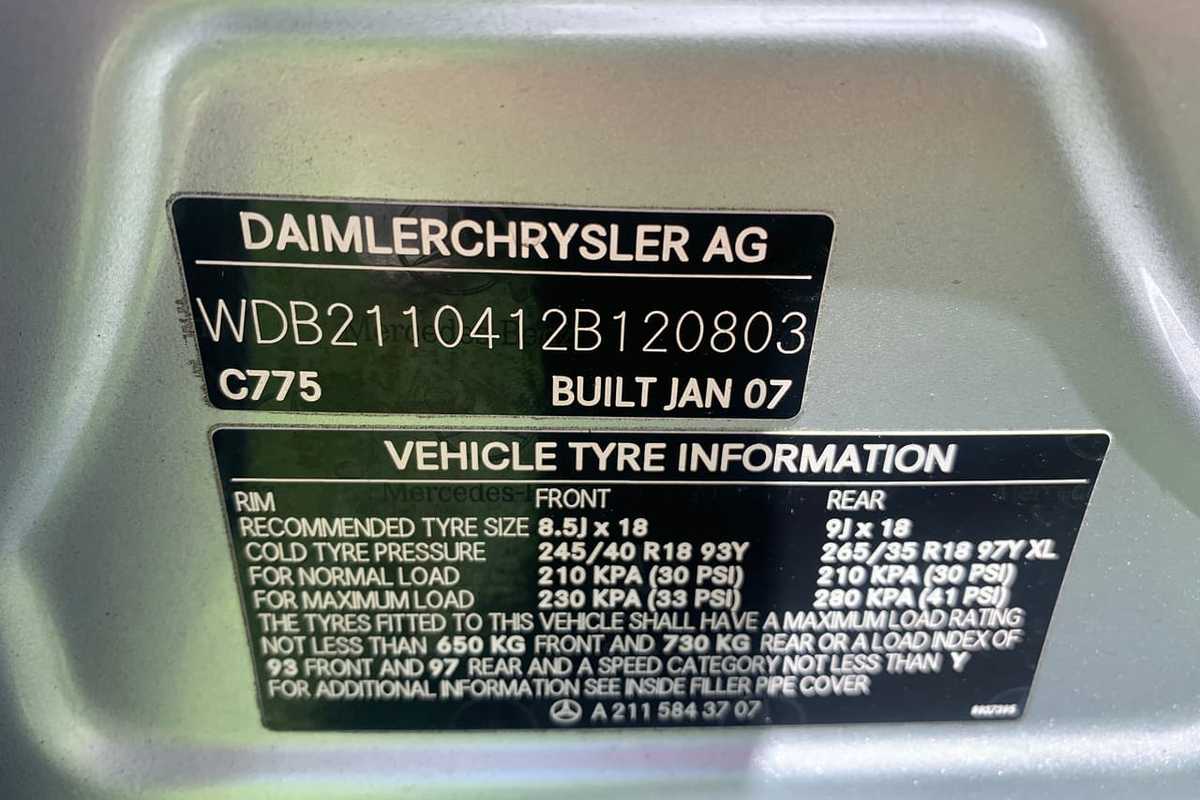 DAIMLERCHRYSLER AG
WDB2110412B120803
C775 BUILT JAN 07
VEHICLE TYRE INFORMATION
RIM FRONT REAR
RECOMMENDED TYRE SIZE 8.5J x 18 9J x 18
COLD TYRE PRESSURE 245/40 R18 93Y 265/35 R18 97Y XL
FOR NORMAL LOAD 210 KPA (30 PSI) 210 KPA (30 PSI)
FOR MAXIMUM LOAD 230 KPA (33 PSI) 280 KPA (41 PSI)
THE TYRES FITTED TO THIS VEHICLE SHALL HAVE A MAXIMUM LOAD RATING
NOT LESS THAN 650 KG FRONT AND 730 KG REAR OR A LOAD INDEX OF
93 FRONT AND 97 REAR AND A SPEED CATEGORY NOT LESS THAN Y
FOR ADDITIONAL INFORMATION SEE INSIDE FILLER PIPE COVER
A 211 584 37 07